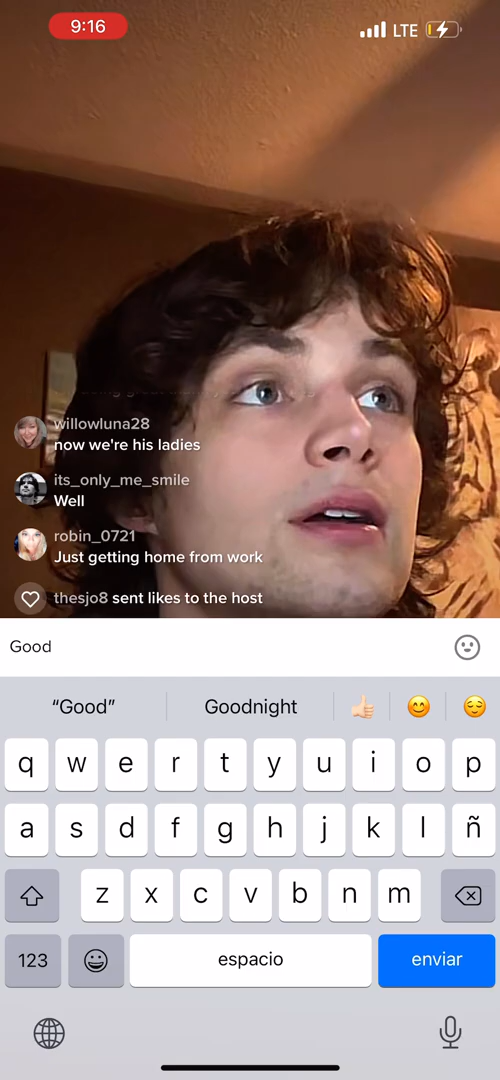 9:16
LTE
willowluna28
now we're his ladies
its_only_me_smile
Well
robin_0721
Just getting home from work
thesjo8 sent likes to the host
Good
“Good” Goodnight
q w e r t y u i o p
a s d f g h j k l ñ
z x c v b n m
123 espacio enviar